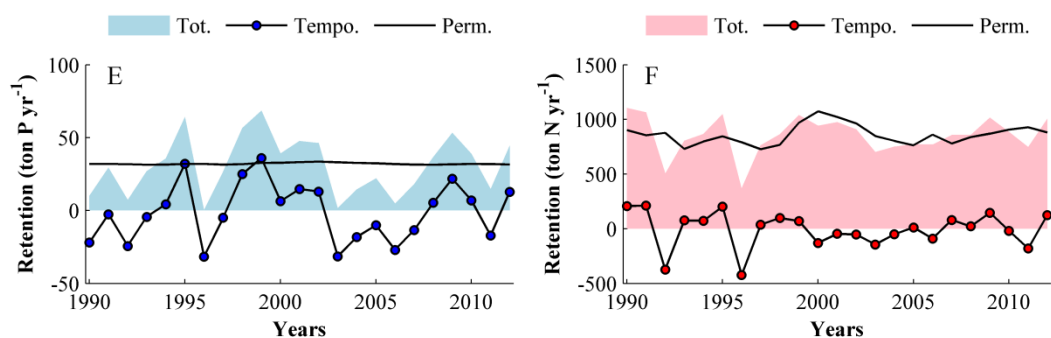 Tot. Tempo. Perm.
E
Retention (ton P yr⁻¹)
100
50
0
-50
1990 1995 2000 2005 2010
Years
Tot. Tempo. Perm.
F
Retention (ton N yr⁻¹)
1500
1000
500
0
-500
1990 1995 2000 2005 2010
Years